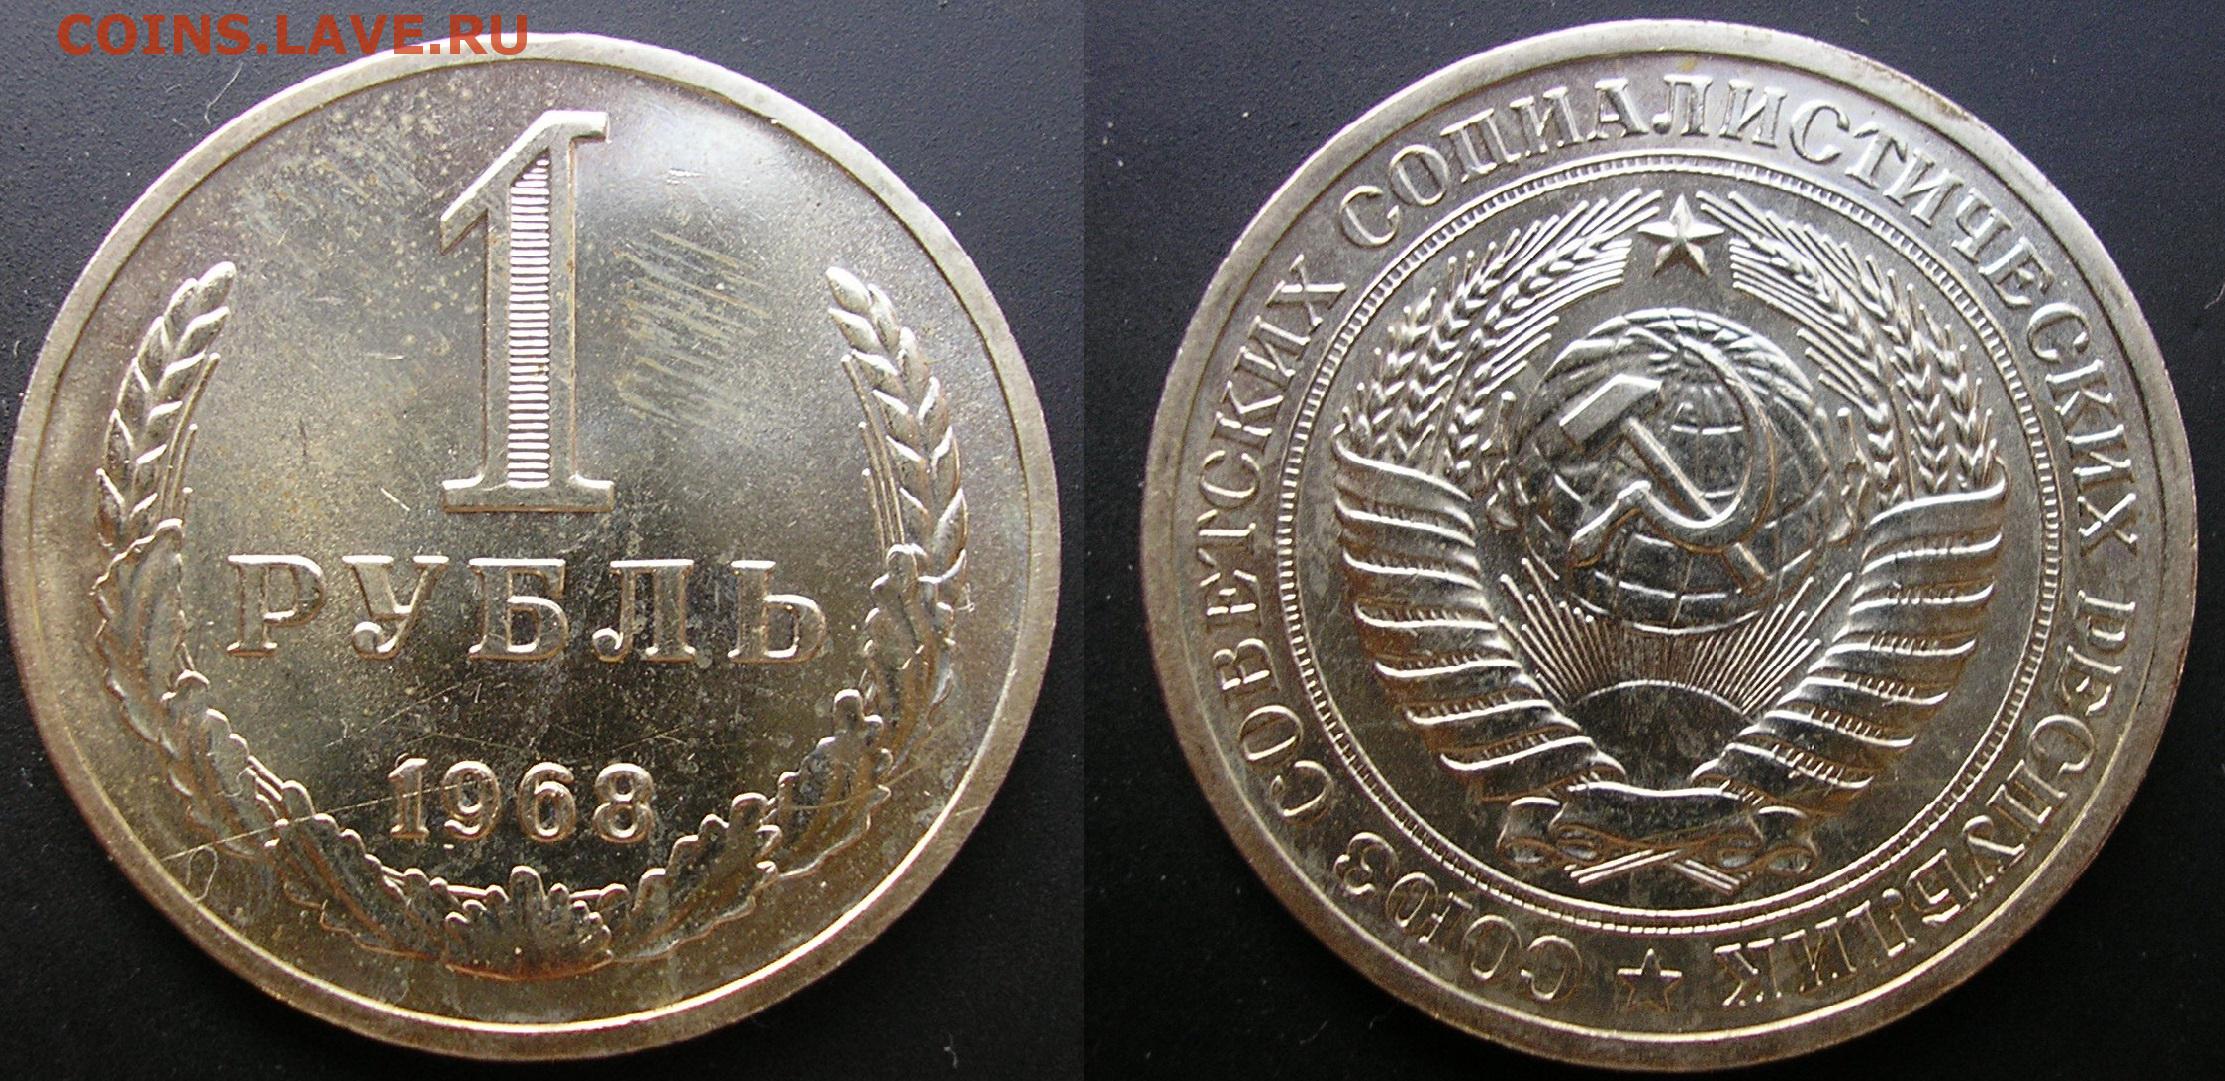 COINS.LAVE.RU
1
РУБЛЬ
1968
СОЮЗ СОВЕТСКИХ СОЦИАЛИСТИЧЕСКИХ РЕСПУБЛИК